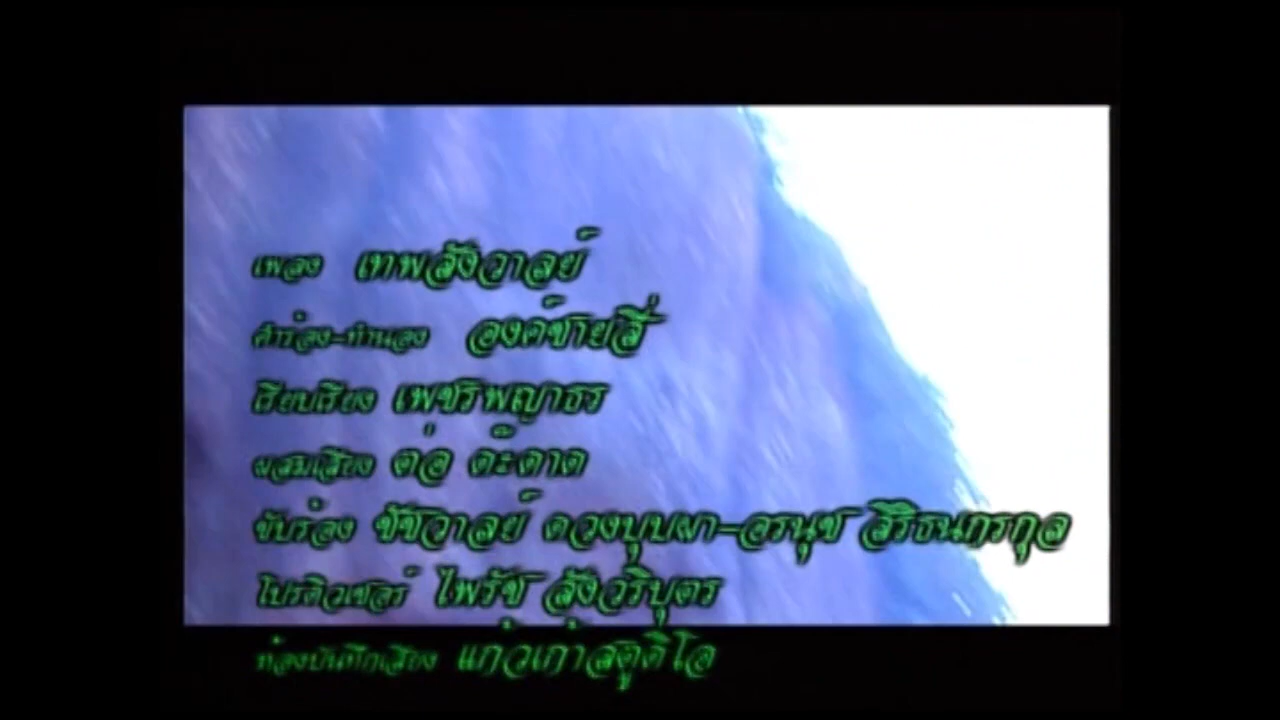 เพลง เทพสังวาลย์
คำร้อง-ทำนอง องค์ชายสี่
เรียบเรียง เพชรพิญาธร
ผสมเสียง ต่อ ต๊ะตาด
ขับร้อง ชัชวาลย์ ดวงบุบผา-อรนุช สิริธนกรกุล
โปรดิวเซอร์ ไพรัช สังวริบุตร
ห้องบันทึกเสียง แก้วเก้าสตูดิโอ